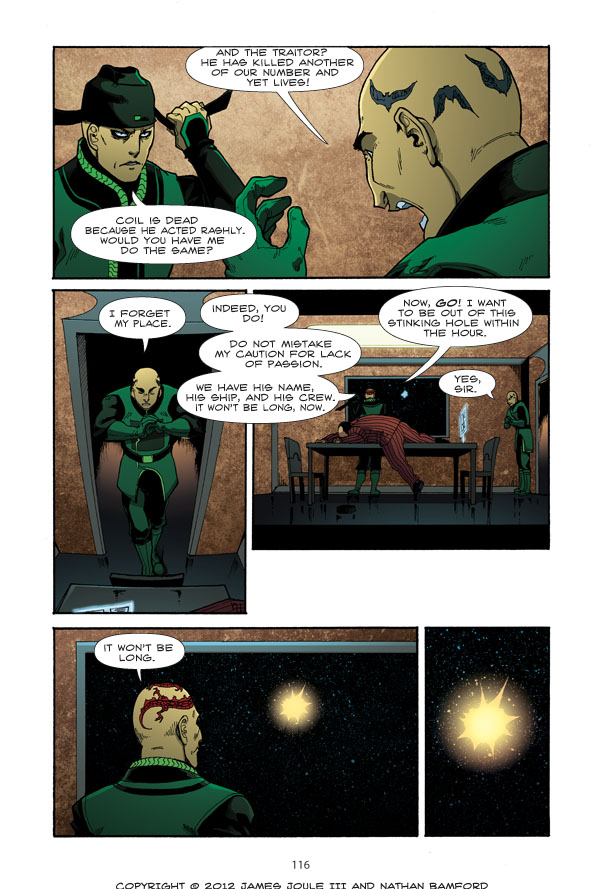 AND THE TRAITOR?
HE HAS KILLED ANOTHER
OF OUR NUMBER AND
YET LIVES!
COIL IS DEAD
BECAUSE HE ACTED RASHLY.
WOULD YOU HAVE ME
DO THE SAME?
I FORGET
MY PLACE.
INDEED, YOU
DO!
DO NOT MISTAKE
MY CAUTION FOR LACK
OF PASSION.
WE HAVE HIS NAME,
HIS SHIP, AND HIS CREW.
IT WON'T BE LONG, NOW.
NOW, GO! I WANT
TO BE OUT OF THIS
STINKING HOLE WITHIN
THE HOUR.
YES,
SIR.
IT WON'T BE
LONG.
116
COPYRIGHT © 2012 JAMES JOULE III AND NATHAN BAMFORD